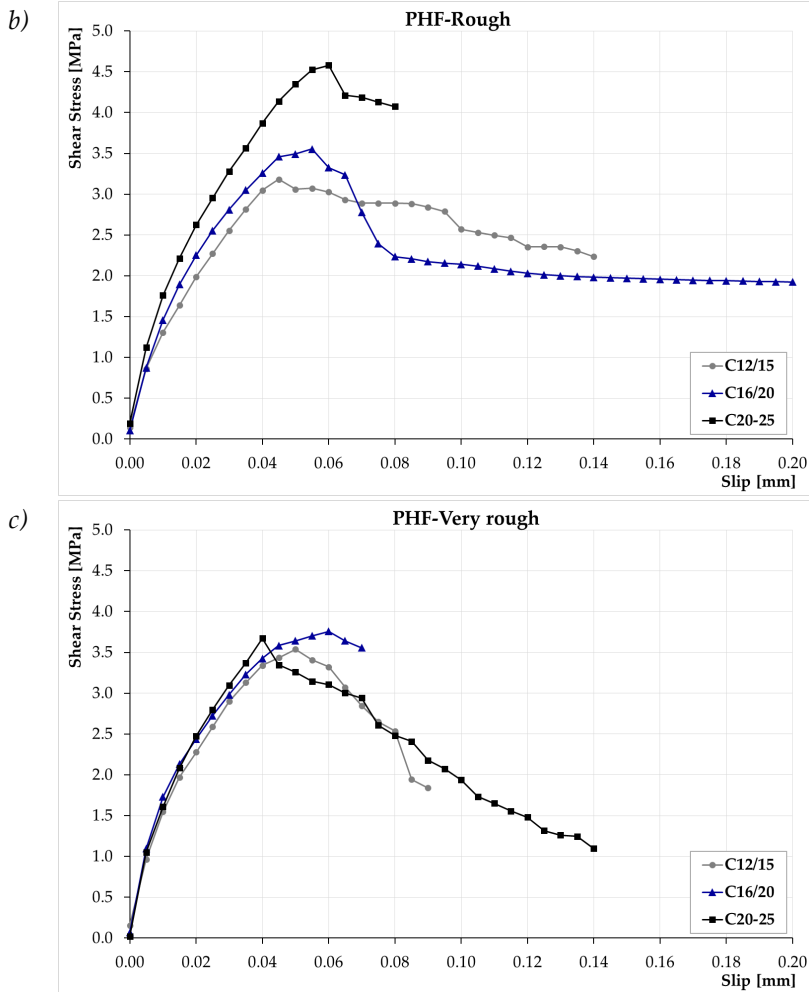 b)
PHF-Rough
Shear Stress [MPa]
5.0
4.5
4.0
3.5
3.0
2.5
2.0
1.5
1.0
0.5
0.0
C12/15
C16/20
C20-25
0.00 0.02 0.04 0.06 0.08 0.10 0.12 0.14 0.16 0.18 0.20
Slip [mm]
c)
PHF-Very rough
Shear Stress [MPa]
5.0
4.5
4.0
3.5
3.0
2.5
2.0
1.5
1.0
0.5
0.0
C12/15
C16/20
C20-25
0.00 0.02 0.04 0.06 0.08 0.10 0.12 0.14 0.16 0.18 0.20
Slip [mm]